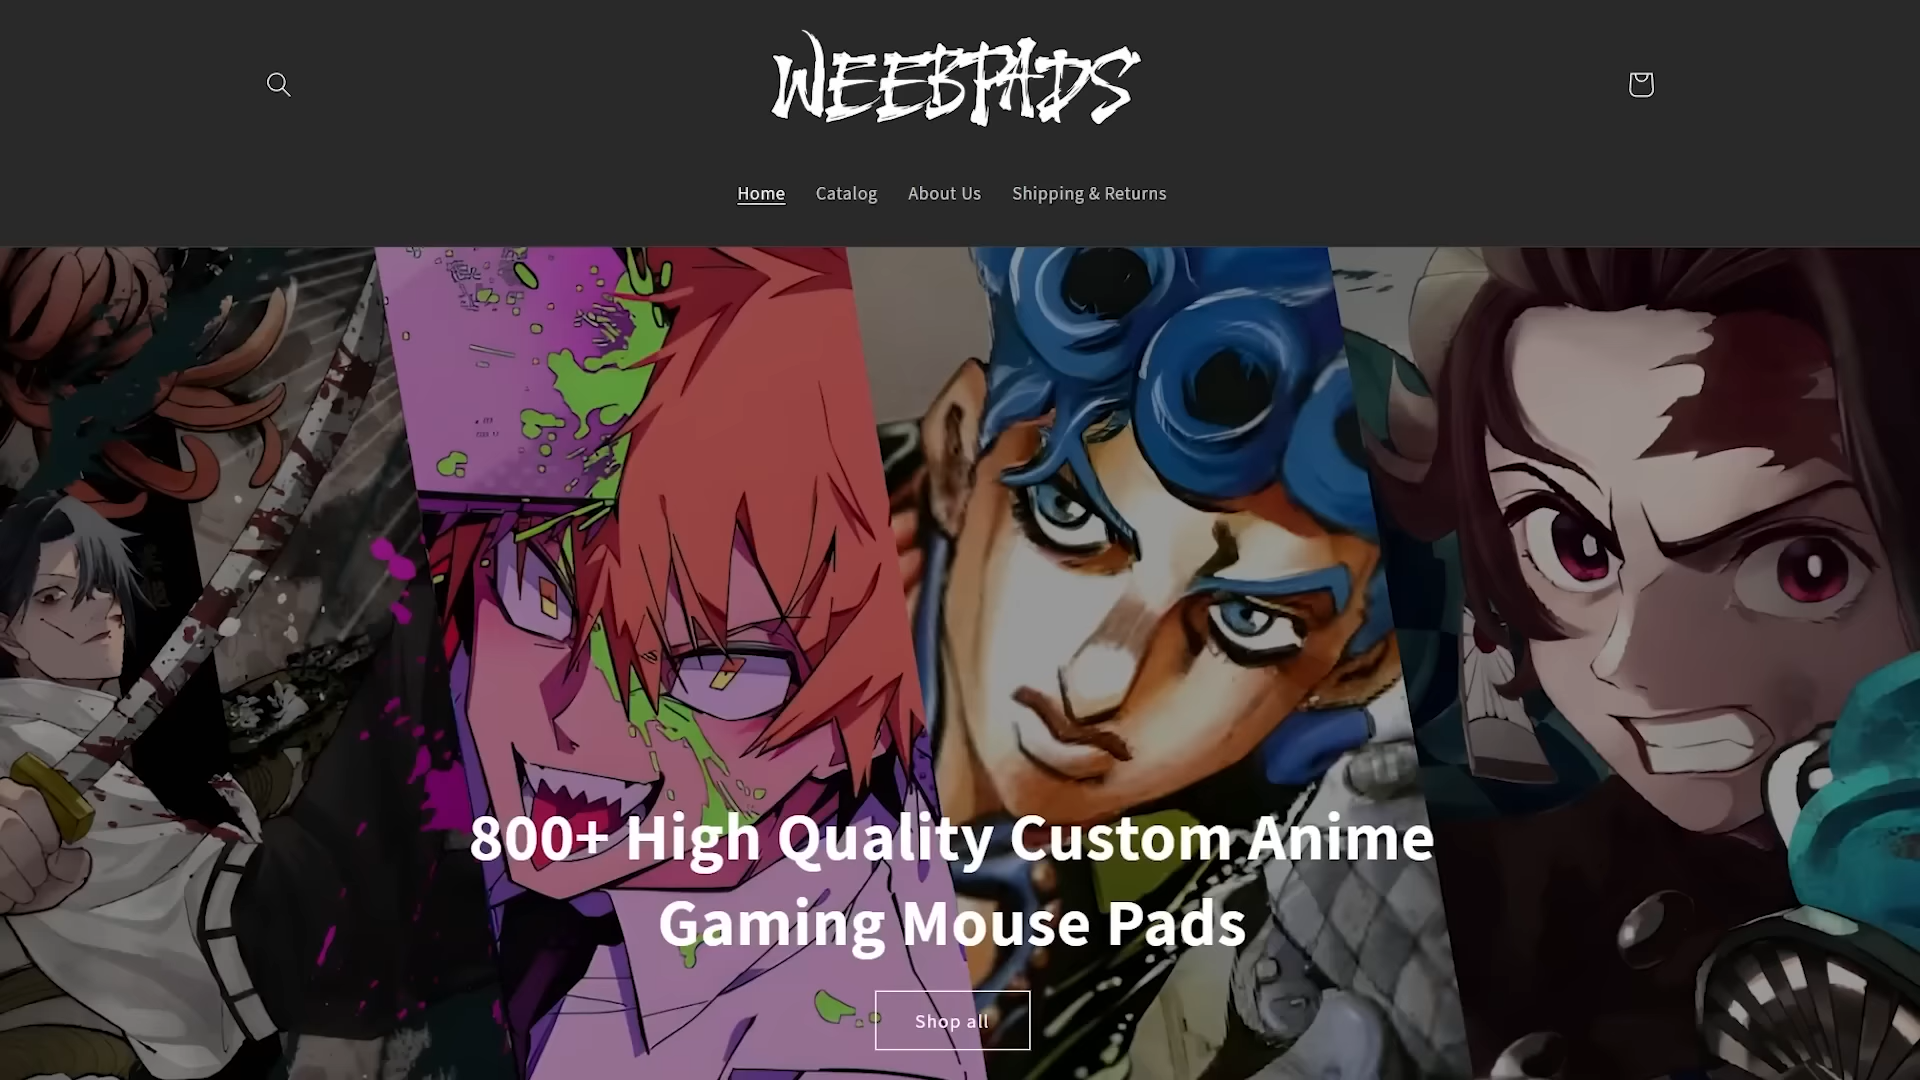 WEEBPADS
Home Catalog About Us Shipping & Returns
800+ High Quality Custom Anime
Gaming Mouse Pads
Shop all